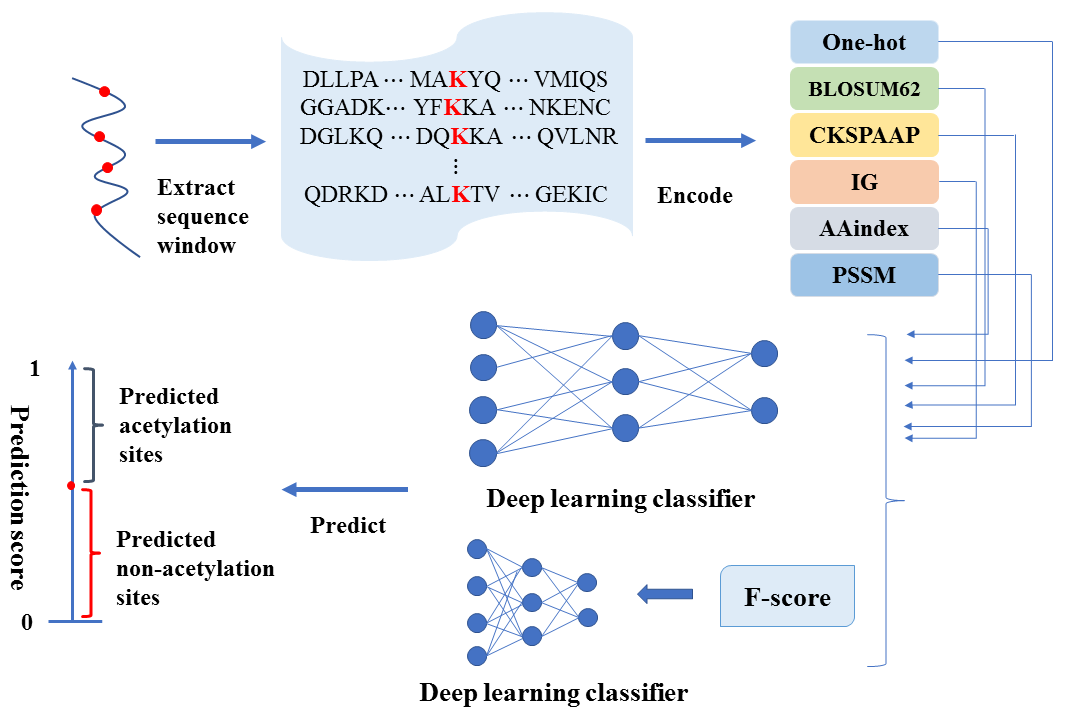 Extract
sequence
window
DLLPA ··· MAKYQ ··· VMIQS
GGADK··· YFKKA ··· NKENC
DGLKQ ··· DQKKA ··· QVLNR
⋮
QDRKD ··· ALKTV ··· GEKIC
Encode
One-hot
BLOSUM62
CKSPAAP
IG
AAindex
PSSM
Prediction score
1
0
Predicted
acetylation
sites
Predicted
non-acetylation
sites
Predict
Deep learning classifier
F-score
Deep learning classifier